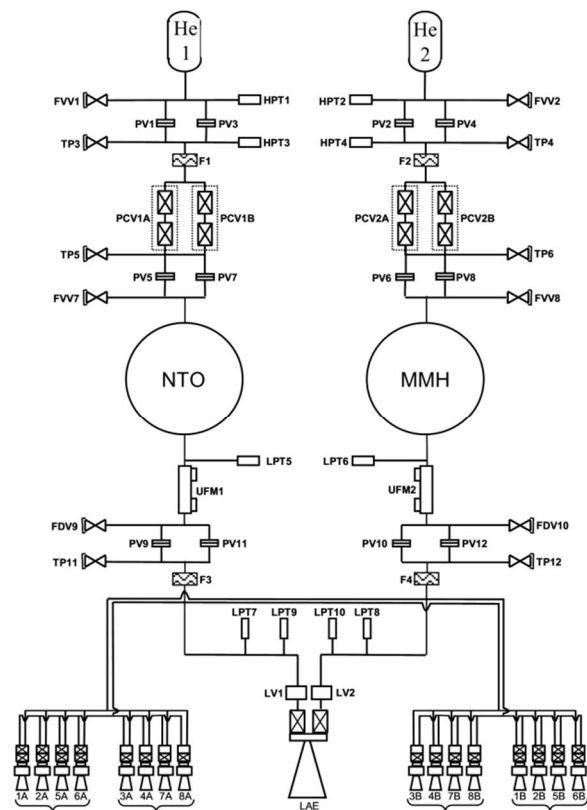 He He
1 2
FVV1 HPT1 HPT2 FVV2
PV1 PV3 PV2 PV4
TP3 HPT3 HPT4 TP4
F1 F2
PCV1A PCV1B PCV2A PCV2B
TP5 TP6
PV5 PV7 PV6 PV8
FVV7 FVV8
NTO MMH
LPT5 LPT6
UFM1 UFM2
FDV9 FDV10
PV9 PV11 PV10 PV12
TP11 TP12
F3 F4
LPT7 LPT9 LPT10 LPT8
LV1 LV2
1A 2A 5A 6A 3A 4A 7A 8A 3B 4B 7B 8B 1B 2B 5B 6B
LAE